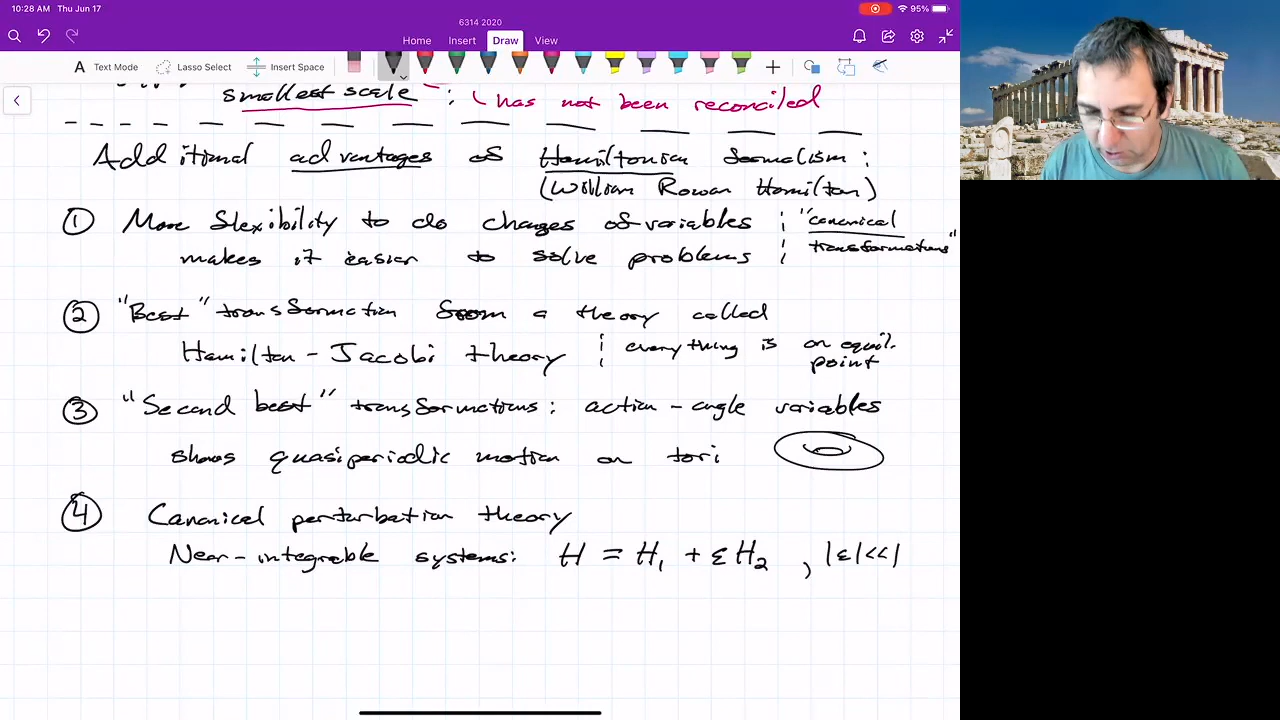 10:28 AM Thu Jun 17
95%
6314 2020
Home Insert Draw View
Text Mode Lasso Select Insert Space
smallest scale : ( has not been reconciled
Additional advantages of Hamiltonian formalism :
(William Rowan Hamilton)
① More flexibility to do changes of variables
makes it easier to solve problems
"canonical
transformations"
② "Best" transformation from a theory called
Hamilton - Jacobi theory
everything is an equil.
point
③ "Second best" transformations : action - angle variables
shows quasiperiodic motion on tori
④ Canonical perturbation theory
Near - integrable systems : H = H₁ + εH₂ , |ε|<<1